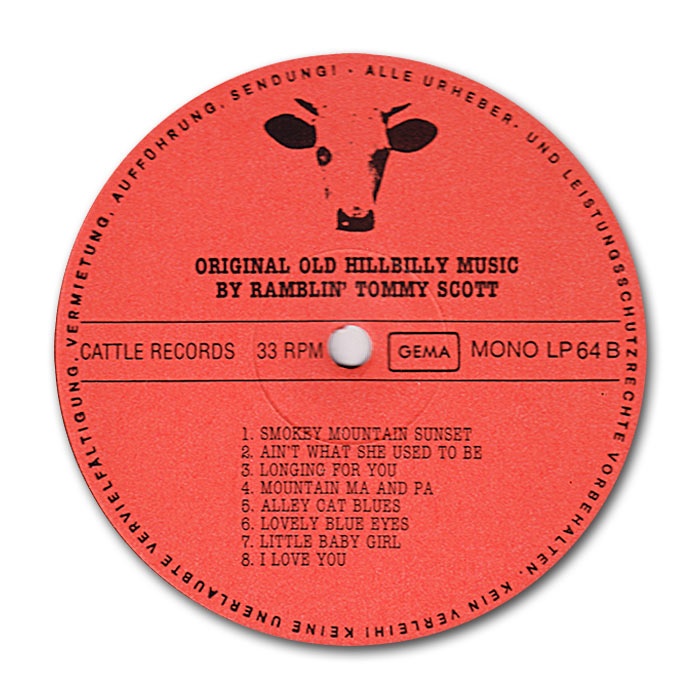 ALLE URHEBER- UND LEISTUNGSSCHUTZRECHTE VORBEHALTEN. KEIN VERLEIH! KEINE UNERLAUBTE VERVIELFÄLTIGUNG, VERMIETUNG, AUFFÖHRUNG, SENDUNG! -
ORIGINAL OLD HILLBILLY MUSIC
BY RAMBLIN' TOMMY SCOTT
CATTLE RECORDS 33 RPM GEMA MONO LP 64 B
1. SMOKEY MOUNTAIN SUNSET
2. AIN'T WHAT SHE USED TO BE
3. LONGING FOR YOU
4. MOUNTAIN MA AND PA
5. ALLEY CAT BLUES
6. LOVELY BLUE EYES
7. LITTLE BABY GIRL
8. I LOVE YOU